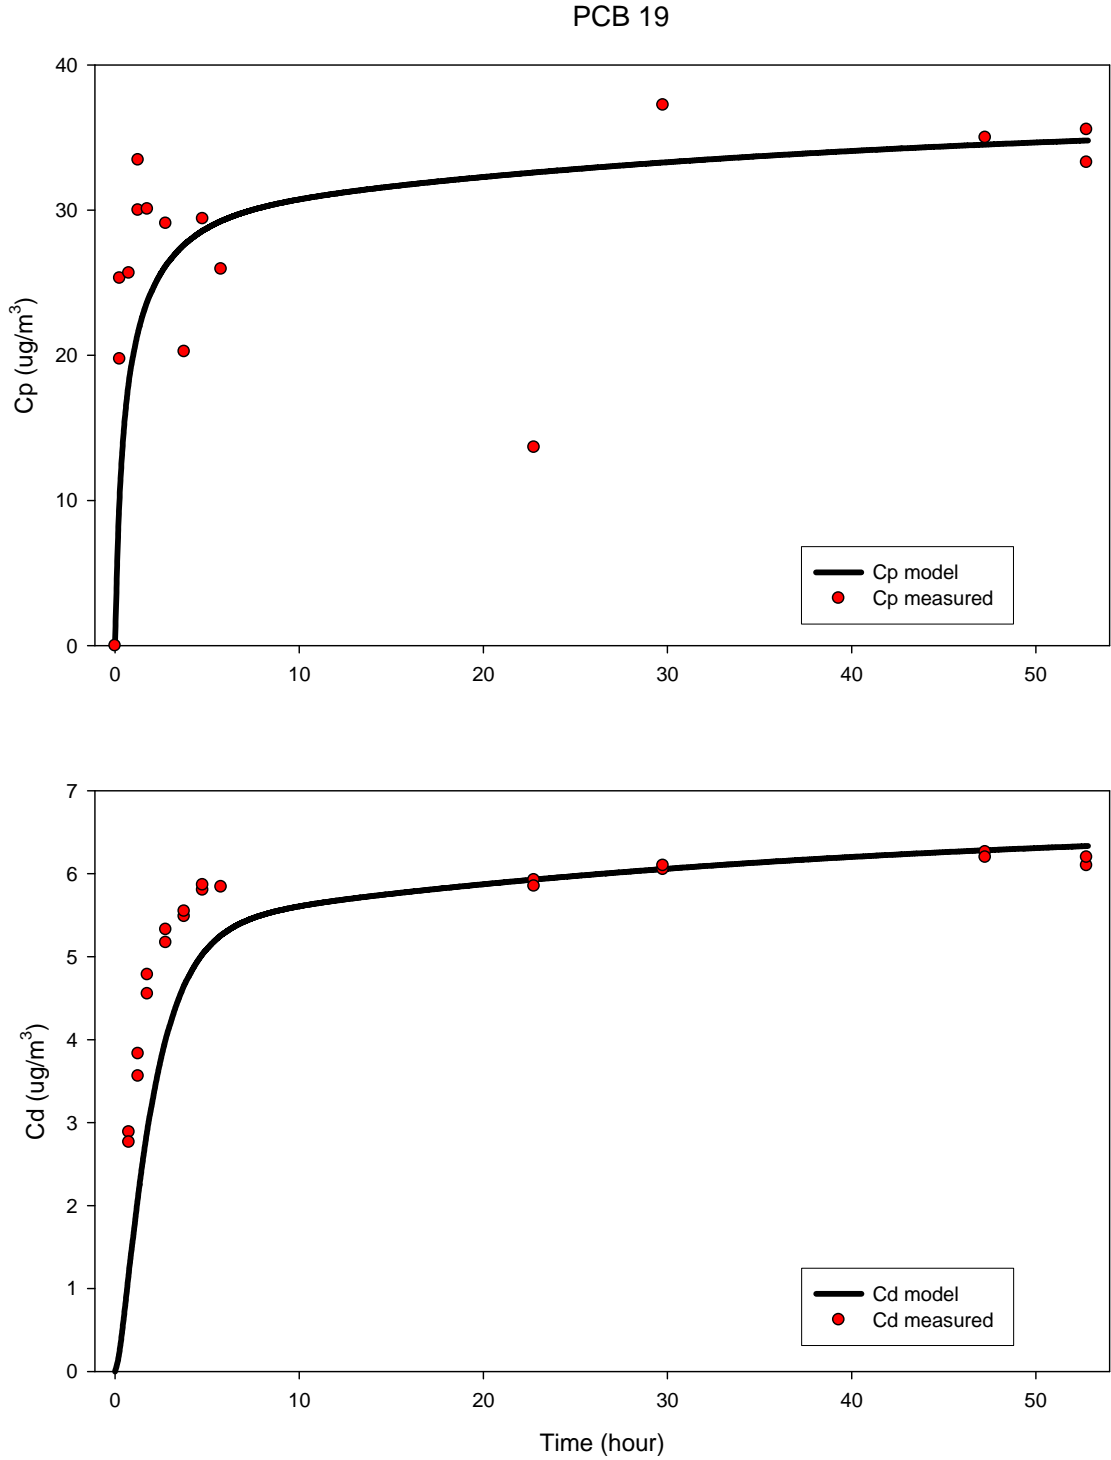 PCB 19
40
30
20
10
0
Cp (ug/m³)
Cp model
Cp measured
0 10 20 30 40 50
7
6
5
4
3
2
1
0
Cd (ug/m³)
Cd model
Cd measured
0 10 20 30 40 50
Time (hour)